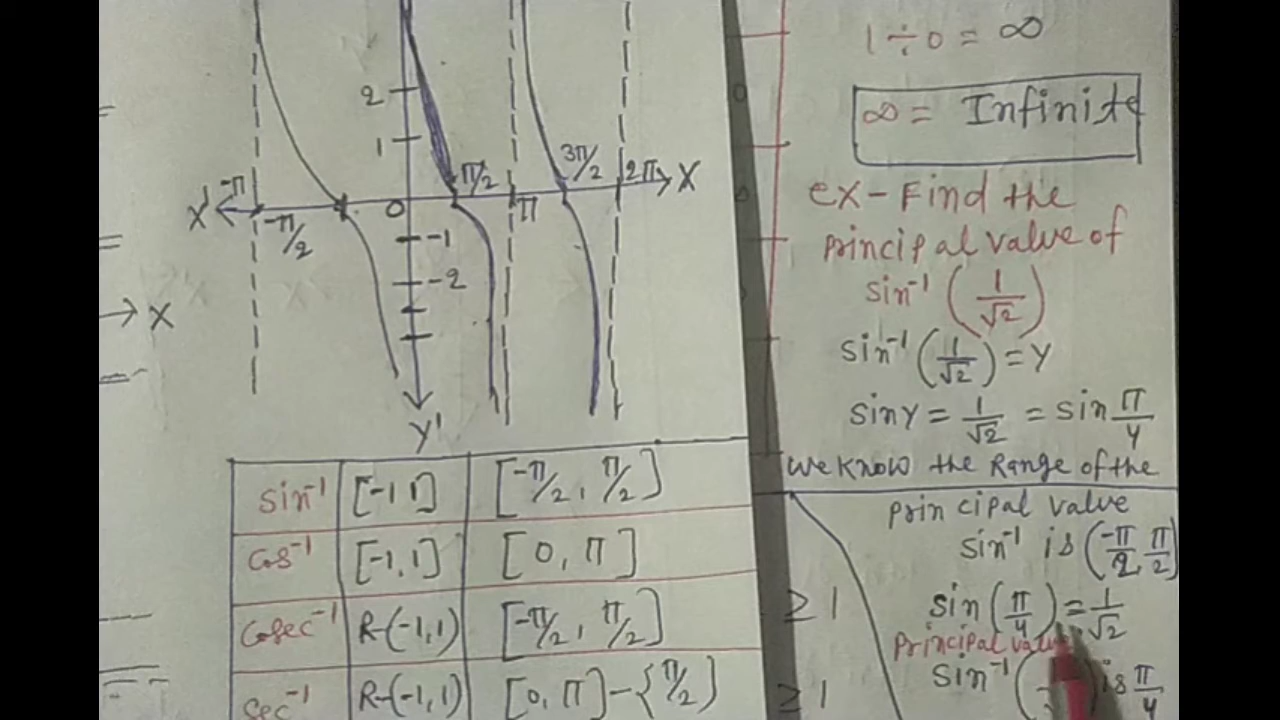 2
1
-π
π/2
3π/2
2π
X
X'
-π/2
0
π
-1
-2
X
Y'
sin⁻¹ [-1 1] [-π/2, π/2]
cos⁻¹ [-1,1] [0, π]
cosec⁻¹ R-(-1,1) [-π/2, π/2]
sec⁻¹ R-(-1,1) [0, π]-{π/2}
≥ 1
≥ 1
1 ÷ 0 = ∞
∞ = Infinite
ex-Find the
principal value of
sin⁻¹ (1/√2)
sin⁻¹ (1/√2) = Y
sin Y = 1/√2 = sin π/4
We know the Range of the
principal value
sin⁻¹ is (-π/2 π/2)
sin (π/4) = 1/√2
Principal
sin⁻¹ ( ) is π/4